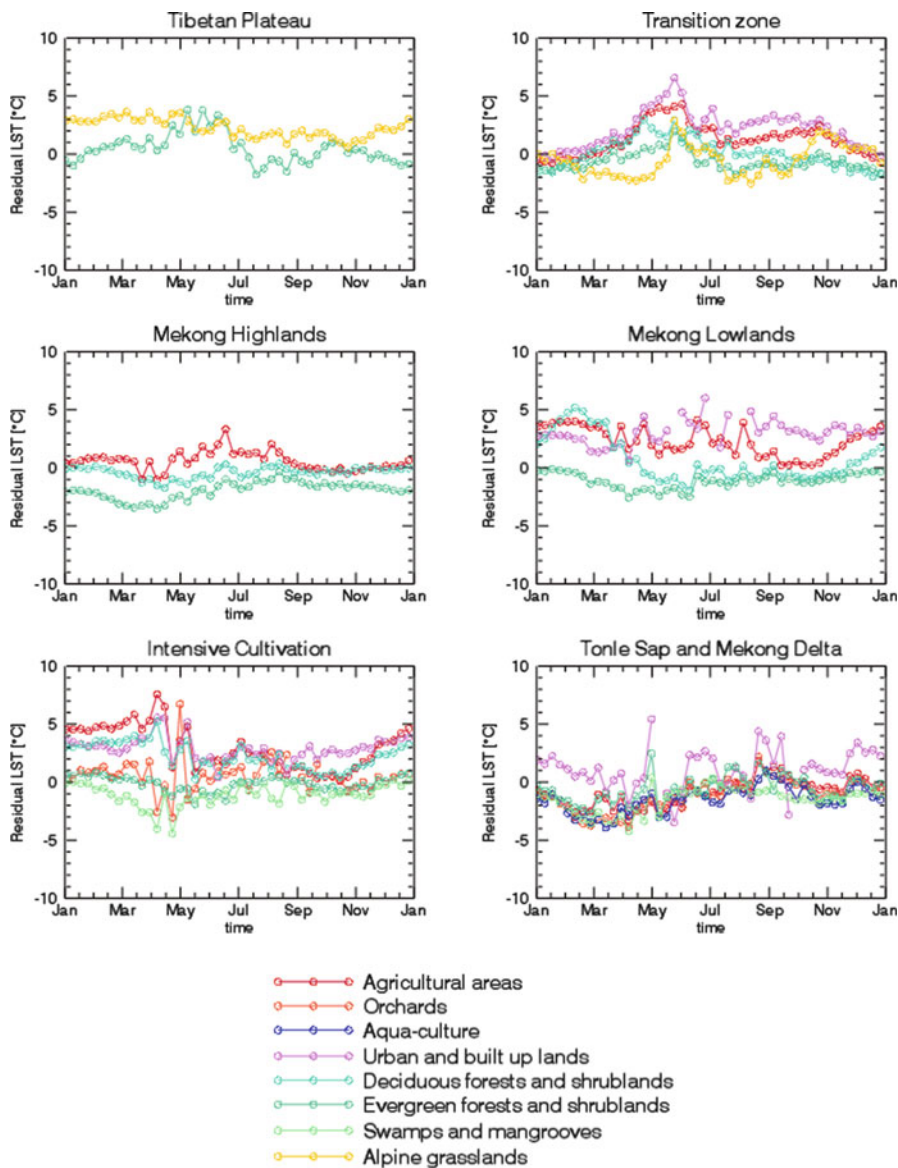 Tibetan Plateau
Transition zone
10
5
0
-5
-10
Residual LST [°C]
Jan Mar May Jul Sep Nov Jan
time
10
5
0
-5
-10
Residual LST [°C]
Jan Mar May Jul Sep Nov Jan
time
Mekong Highlands
Mekong Lowlands
10
5
0
-5
-10
Residual LST [°C]
Jan Mar May Jul Sep Nov Jan
time
10
5
0
-5
-10
Residual LST [°C]
Jan Mar May Jul Sep Nov Jan
time
Intensive Cultivation
Tonle Sap and Mekong Delta
10
5
0
-5
-10
Residual LST [°C]
Jan Mar May Jul Sep Nov Jan
time
10
5
0
-5
-10
Residual LST [°C]
Jan Mar May Jul Sep Nov Jan
time
Agricultural areas
Orchards
Aqua-culture
Urban and built up lands
Deciduous forests and shrublands
Evergreen forests and shrublands
Swamps and mangrooves
Alpine grasslands